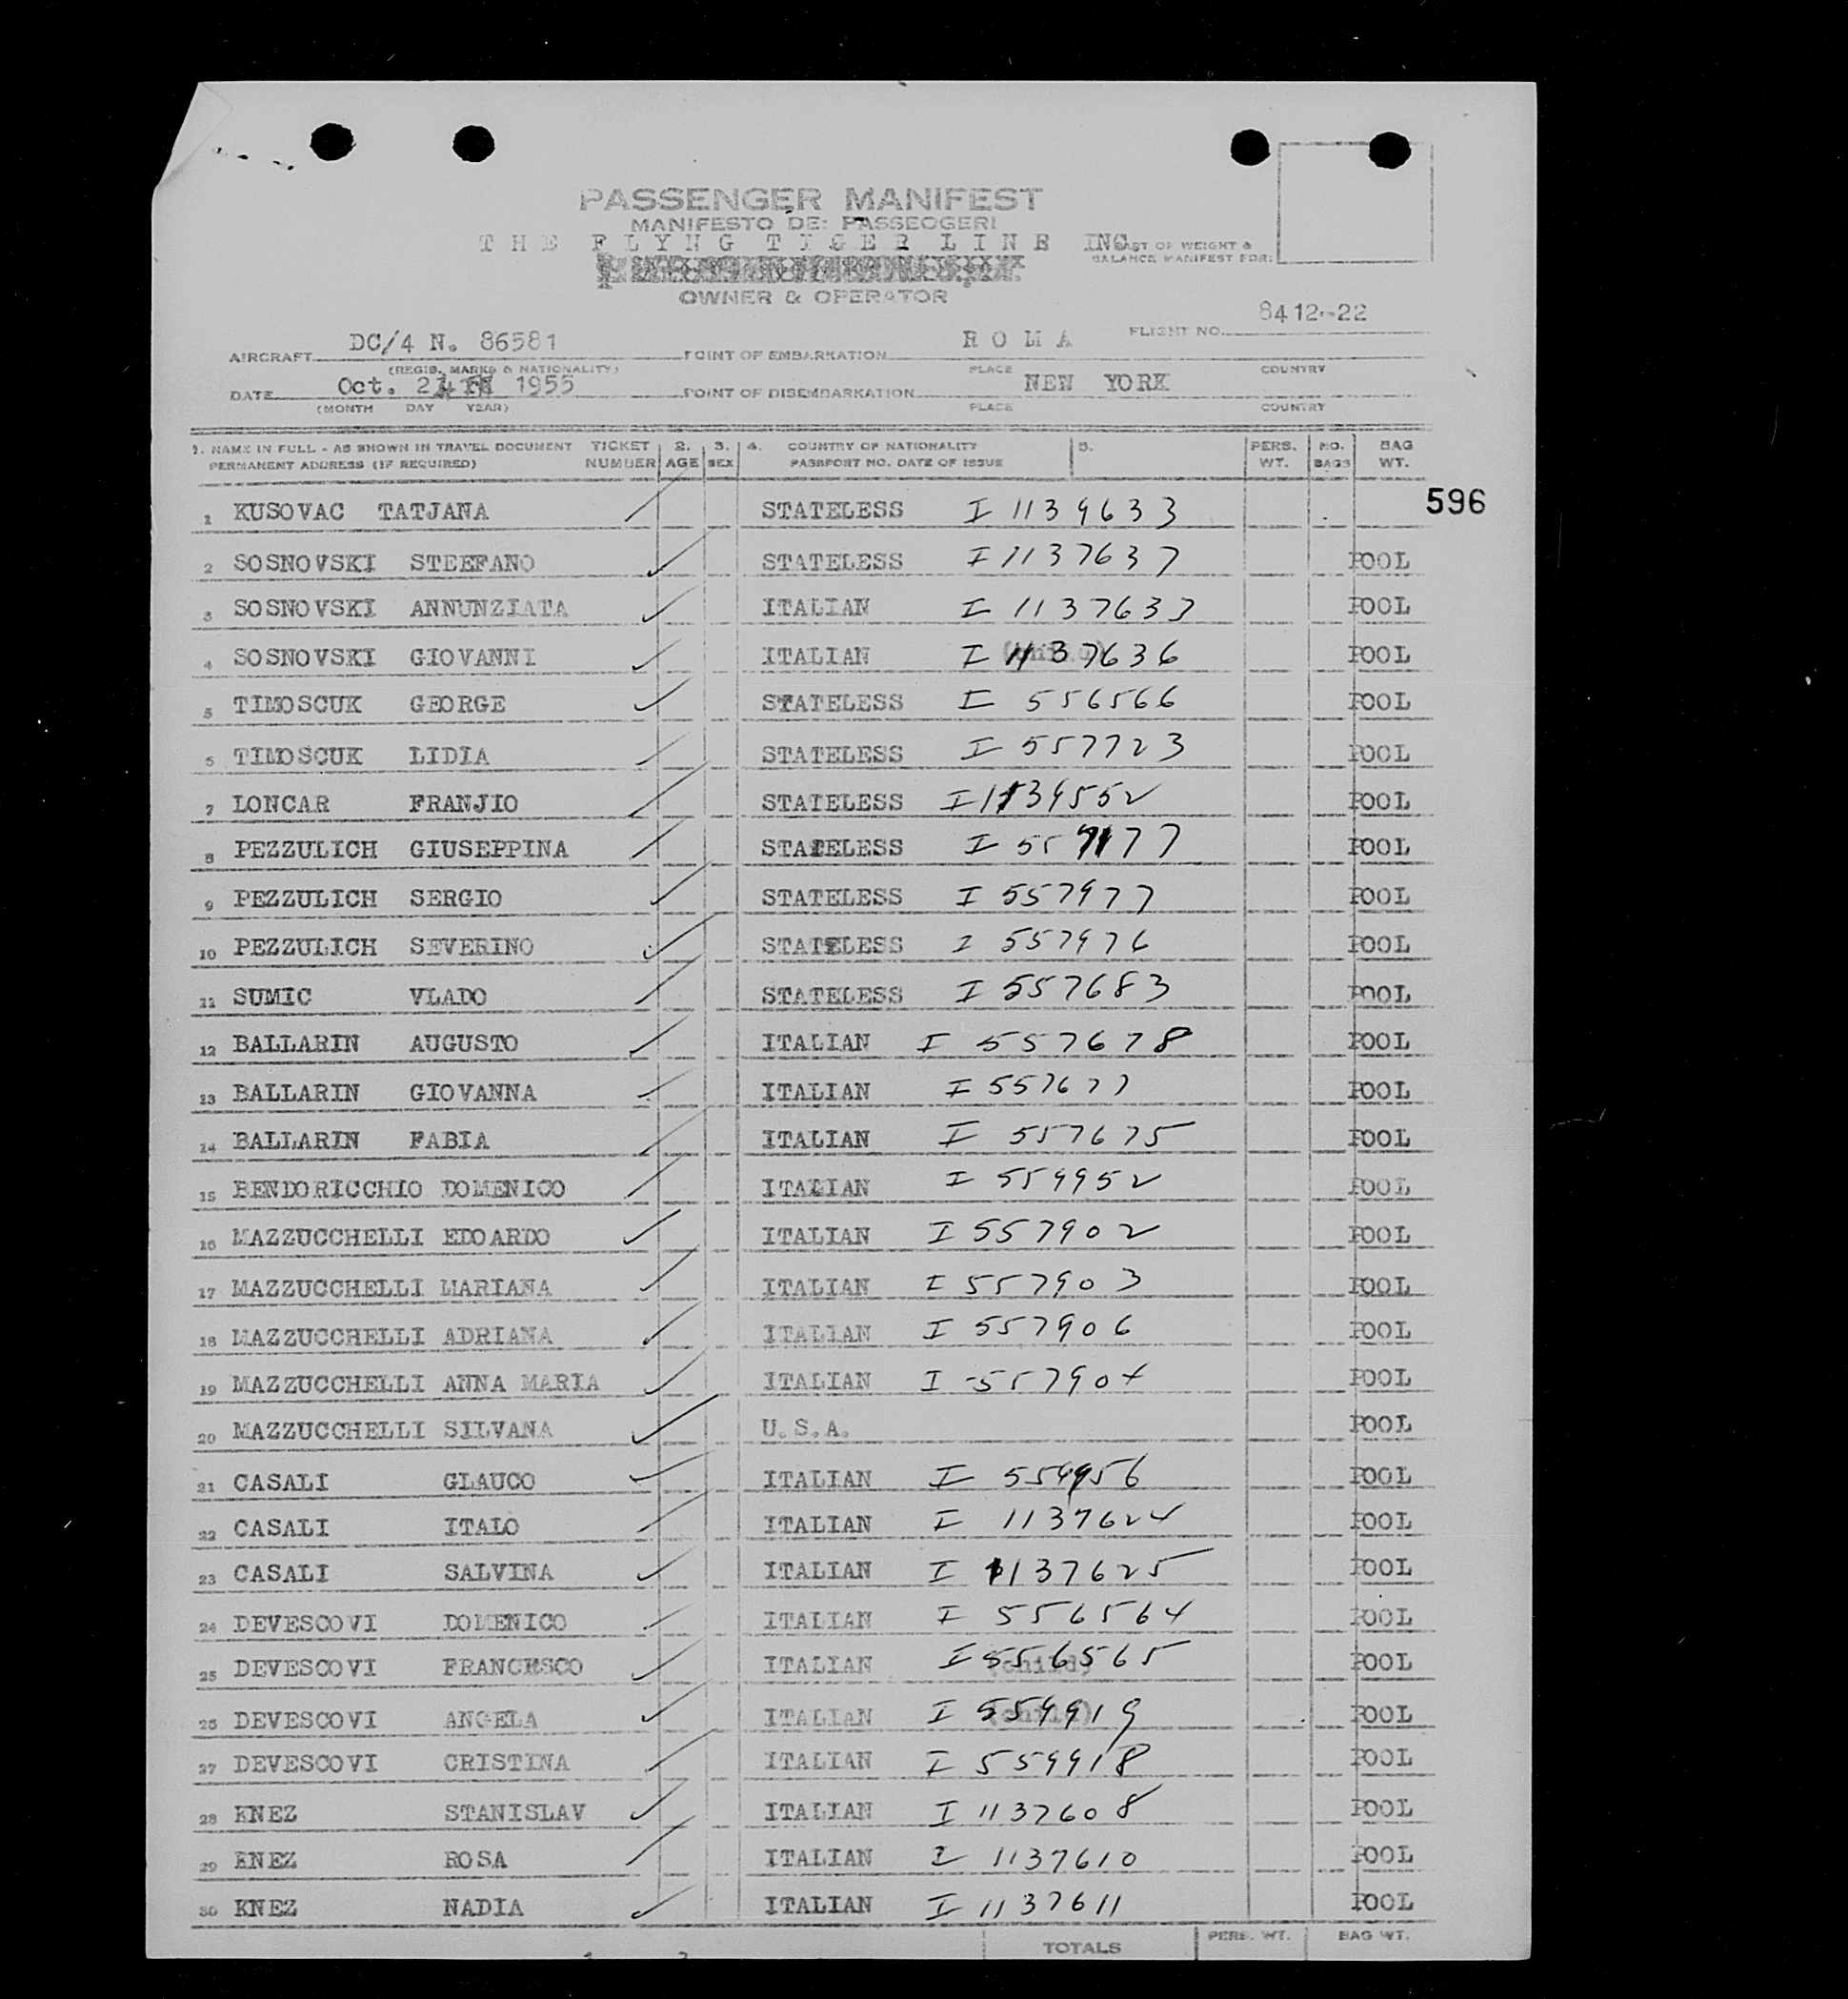 PASSENGER MANIFEST
MANIFESTO DEI PASSEGGERI
THE FLYNG TIGER LINE INC
LAST OF WEIGHT &
BALANCE MANIFEST FOR:
OWNER & OPERATOR
8412--22
AIRCRAFT DC/4 N. 86581 POINT OF EMBARKATION ROMA FLIGHT NO.
(REGIS. MARKS & NATIONALITY) PLACE COUNTRY
DATE Oct. 1955 POINT OF DISEMBARKATION NEW YORK
(MONTH DAY YEAR) PLACE COUNTRY
1. NAME IN FULL - AS SHOWN IN TRAVEL DOCUMENT TICKET 2. 3. 4. COUNTRY OF NATIONALITY 5. PERS. NO. BAG
PERMANENT ADDRESS (IF REQUIRED) NUMBER AGE SEX PASSPORT NO. DATE OF ISSUE WT. BAGS WT.
596
1 KUSOVAC TATJANA STATELESS I 1139633
2 SOSNOVSKI STEEFANO STATELESS I 1137637 POOL
3 SOSNOVSKI ANNUNZIATA ITALIAN I 1137633 POOL
4 SOSNOVSKI GIOVANNI ITALIAN I 1137636 POOL
5 TIMOSCUK GEORGE STATELESS I 556566 POOL
6 TIMOSCUK LIDIA STATELESS I 557723 POOL
7 LONCAR FRANJIO STATELESS I 1139552 POOL
8 PEZZULICH GIUSEPPINA STATELESS I POOL
9 PEZZULICH SERGIO STATELESS I 557977 POOL
10 PEZZULICH SEVERINO STATELESS I 557976 POOL
11 SUMIC VLADO STATELESS I 557683 POOL
12 BALLARIN AUGUSTO ITALIAN I 557678 POOL
13 BALLARIN GIOVANNA ITALIAN I 557677 POOL
14 BALLARIN FABIA ITALIAN I 557675 POOL
15 BENDORICCHIO DOMENICO ITALIAN I 559952 POOL
16 MAZZUCCHELLI EDOARDO ITALIAN I 557902 POOL
17 MAZZUCCHELLI MARIANA ITALIAN I 557903 POOL
18 MAZZUCCHELLI ADRIANA ITALIAN I 557906 POOL
19 MAZZUCCHELLI ANNA MARIA ITALIAN I 557904 POOL
20 MAZZUCCHELLI SILVANA U.S.A. POOL
21 CASALI GLAUCO ITALIAN I 559956 POOL
22 CASALI ITALO ITALIAN I 1137624 POOL
23 CASALI SALVINA ITALIAN I 1137625 POOL
24 DEVESCOVI DOMENICO ITALIAN I 556564 POOL
25 DEVESCOVI FRANCESCO ITALIAN (child) I 556565 POOL
26 DEVESCOVI ANGELA ITALIAN (child) I 559919 POOL
27 DEVESCOVI CRISTINA ITALIAN I 559918 POOL
28 KNEZ STANISLAV ITALIAN I 1137608 POOL
29 KNEZ ROSA ITALIAN I 1137610 POOL
30 KNEZ NADIA ITALIAN I 1137611 POOL
TOTALS PERS. WT. BAG WT.